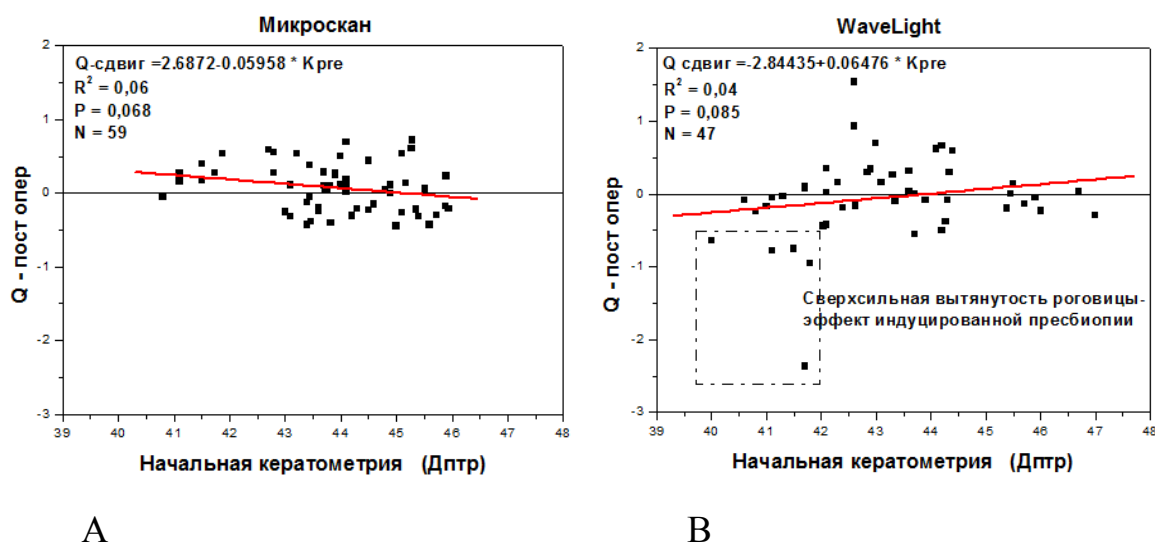 Микроскан
Q-сдвиг =2.6872-0.05958 * Kpre
R² = 0,06
P = 0,068
N = 59
Q - пост опер
2
1
0
-1
-2
-3
39 40 41 42 43 44 45 46 47 48
Начальная кератометрия (Дптр)
A
WaveLight
Q сдвиг =-2.84435+0.06476 * Kpre
R² = 0,04
P = 0,085
N = 47
Сверхсильная вытянутость роговицы-
эффект индуцированной пресбиопии
Q - пост опер
2
1
0
-1
-2
-3
39 40 41 42 43 44 45 46 47 48
Начальная кератометрия (Дптр)
B